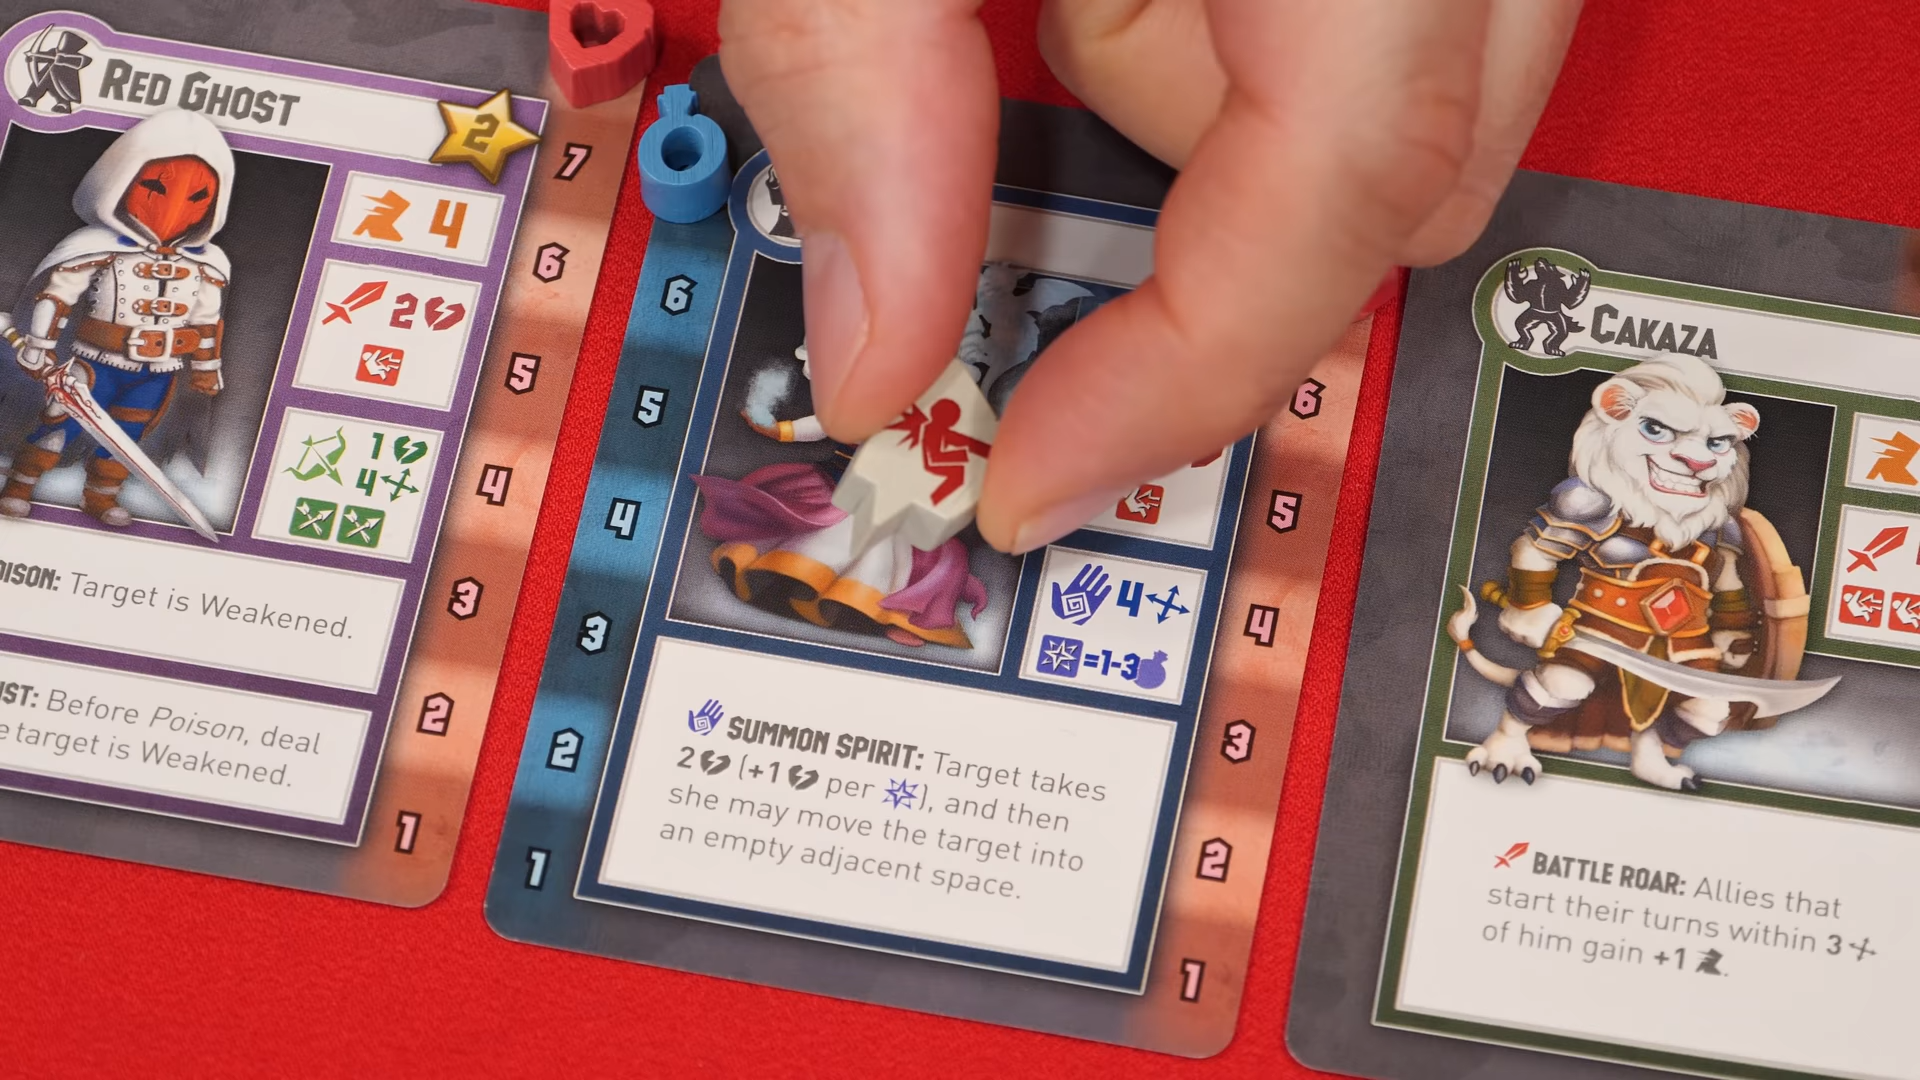 RED GHOST
2
4
2
1
4
OISON: Target is Weakened.
UST: Before Poison, deal
e target is Weakened.
7
6
5
4
3
2
1
6
5
4
3
2
1
4
=1-3
SUMMON SPIRIT: Target takes
2 (+1 per ), and then
she may move the target into
an empty adjacent space.
6
5
4
3
2
1
CAKAZA
BATTLE ROAR: Allies that
start their turns within 3
of him gain +1 .